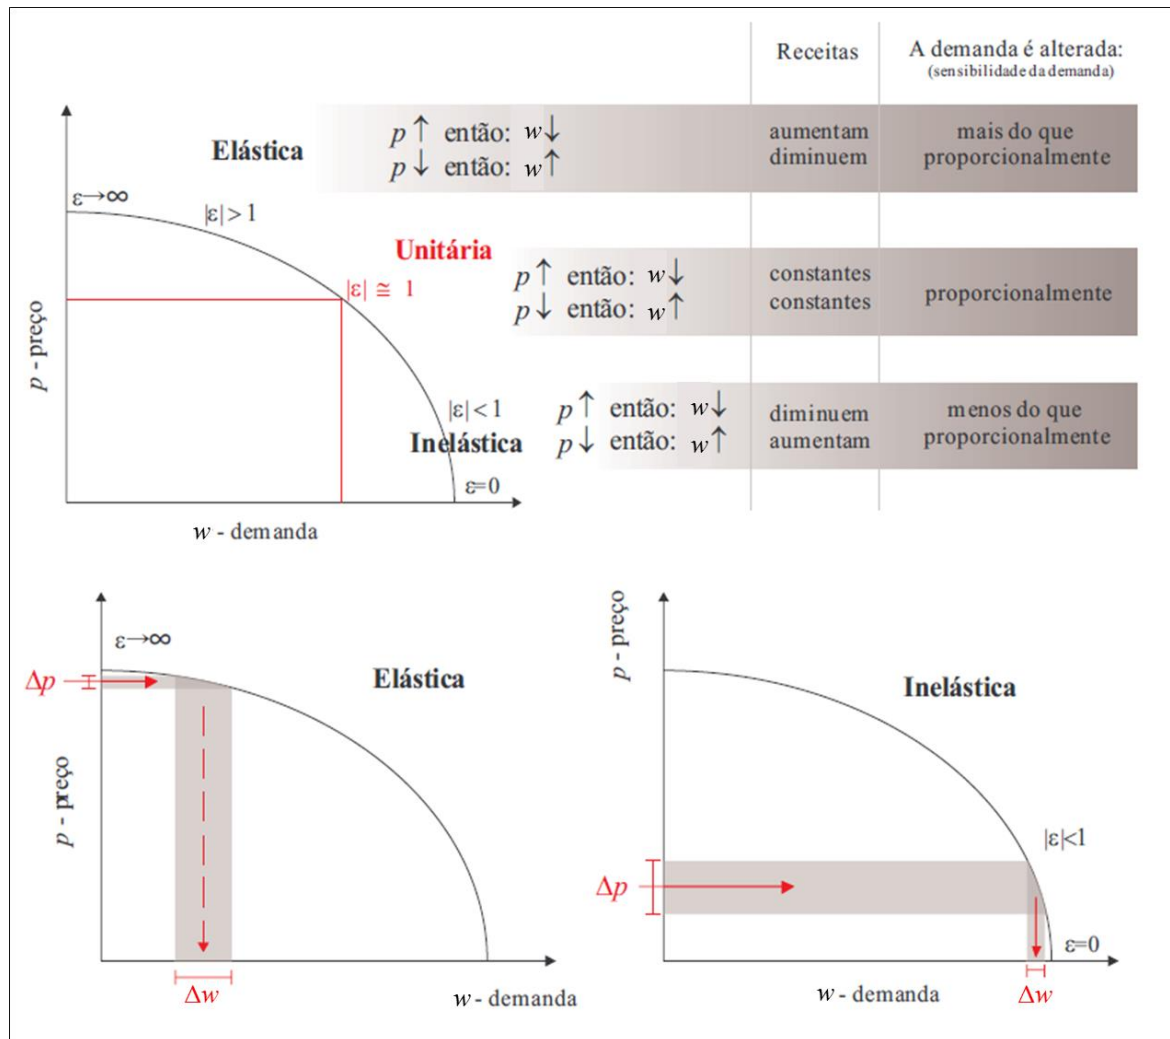 Receitas
A demanda é alterada:
(sensibilidade da demanda)
Elástica
p↑ então: w↓
p↓ então: w↑
aumentam
diminuem
mais do que
proporcionalmente
ε→∞
|ε|> 1
Unitária
|ε| ≅ 1
p↑ então: w↓
p↓ então: w↑
constantes
constantes
proporcionalmente
p - preço
|ε|< 1
Inelástica
ε=0
p↑ então: w↓
p↓ então: w↑
diminuem
aumentam
menos do que
proporcionalmente
w - demanda
ε→∞
Elástica
Δp
p - preço
Δw
w - demanda
p - preço
Inelástica
|ε|<1
Δp
ε=0
w - demanda
Δw